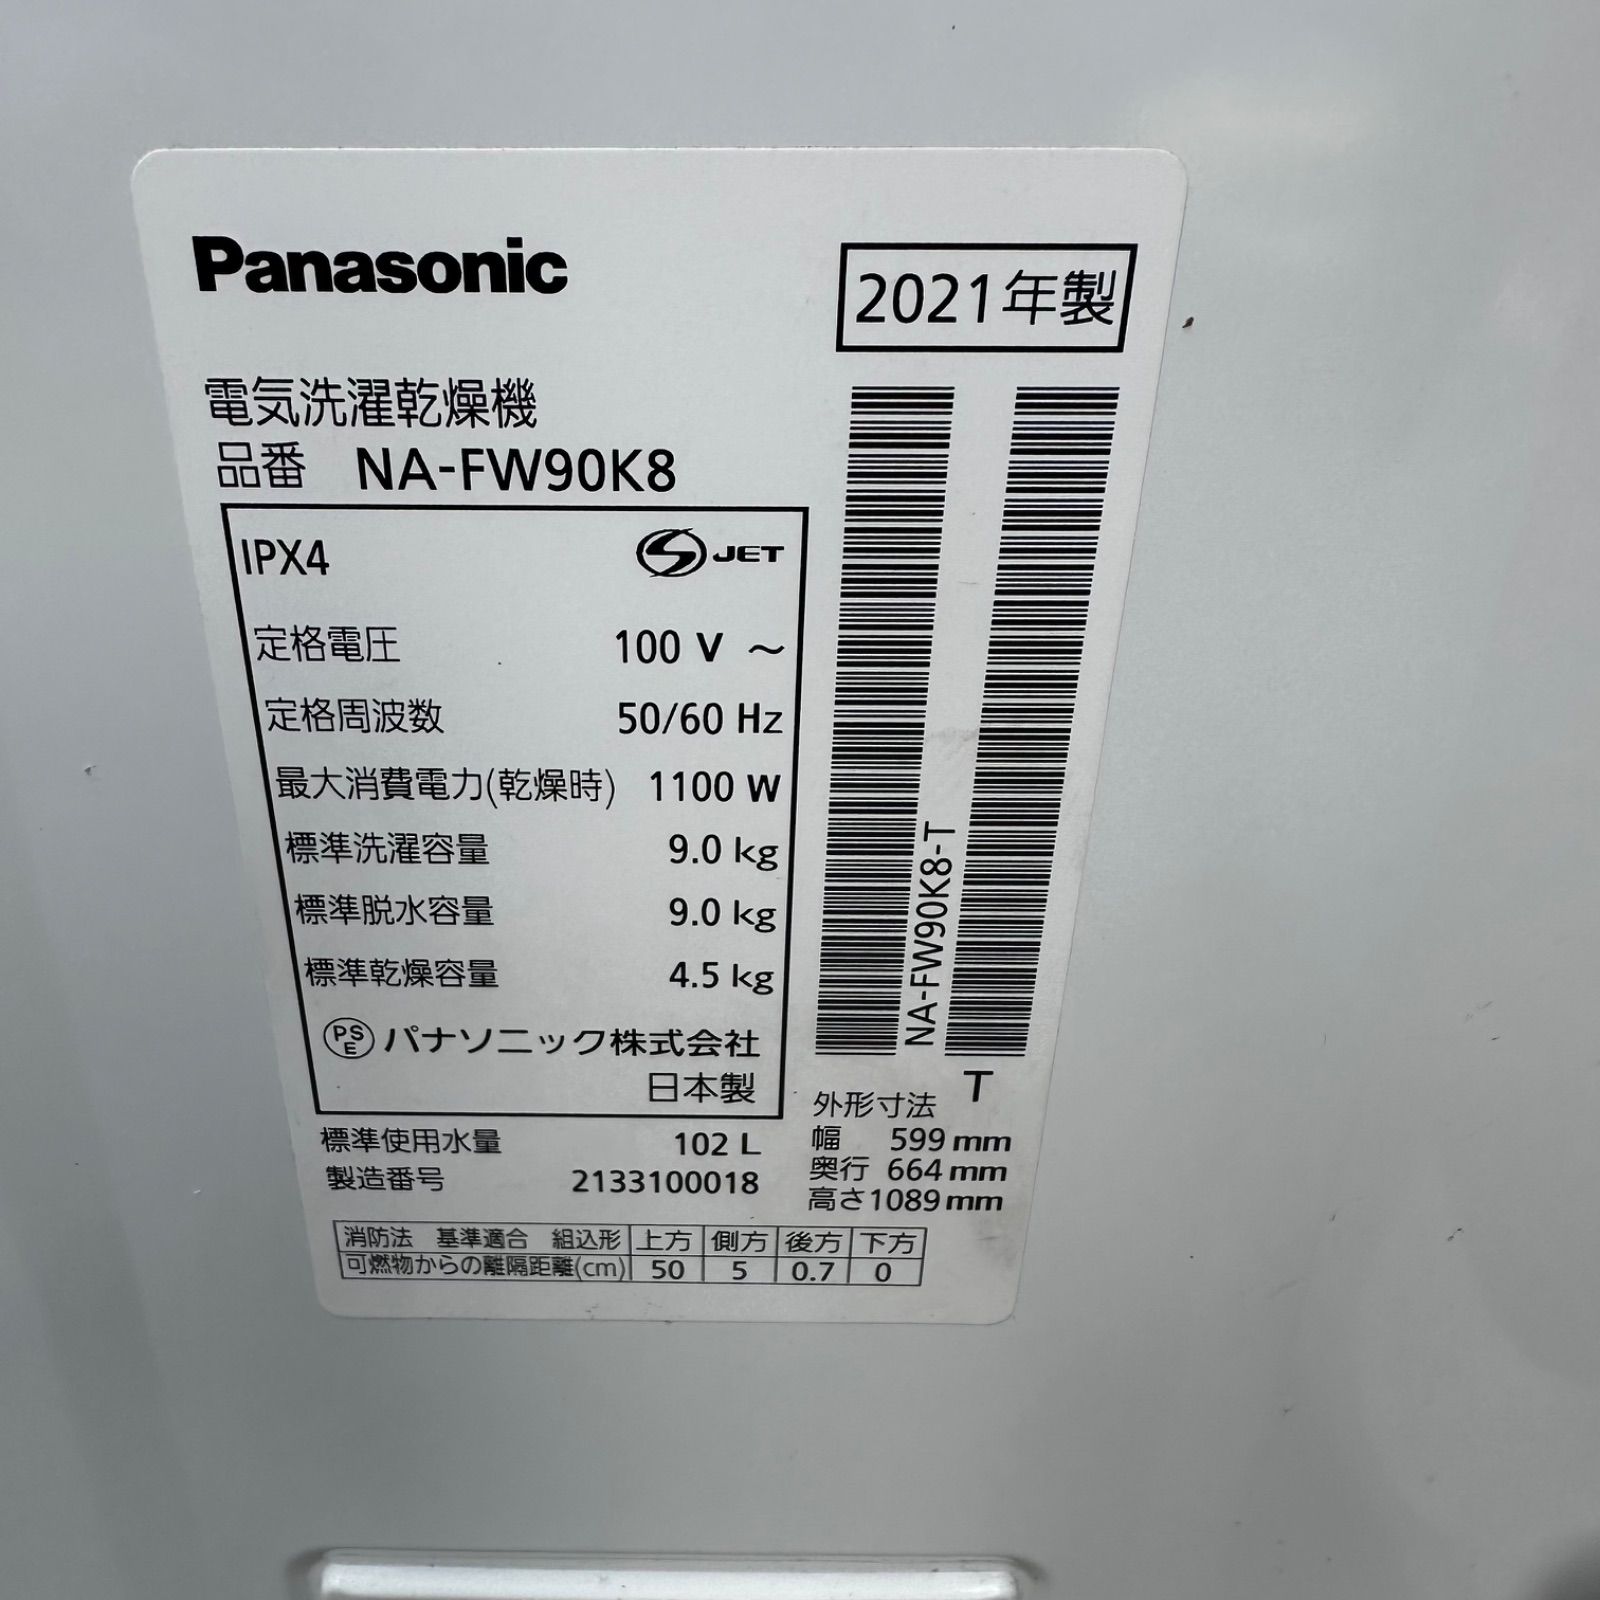 Panasonic
2021年製
電気洗濯乾燥機
品番 NA-FW90K8
IPX4 S JET
定格電圧 100 V ～
定格周波数 50/60 Hz
最大消費電力(乾燥時) 1100 W
標準洗濯容量 9.0 kg
標準脱水容量 9.0 kg
標準乾燥容量 4.5 kg
PSE パナソニック株式会社
日本製
標準使用水量 102 L
製造番号 2133100018
NA-FW90K8-T
T
外形寸法
幅 599 mm
奥行 664 mm
高さ1089 mm
消防法 基準適合 組込形 上方 側方 後方 下方
可燃物からの離隔距離(cm) 50 5 0.7 0